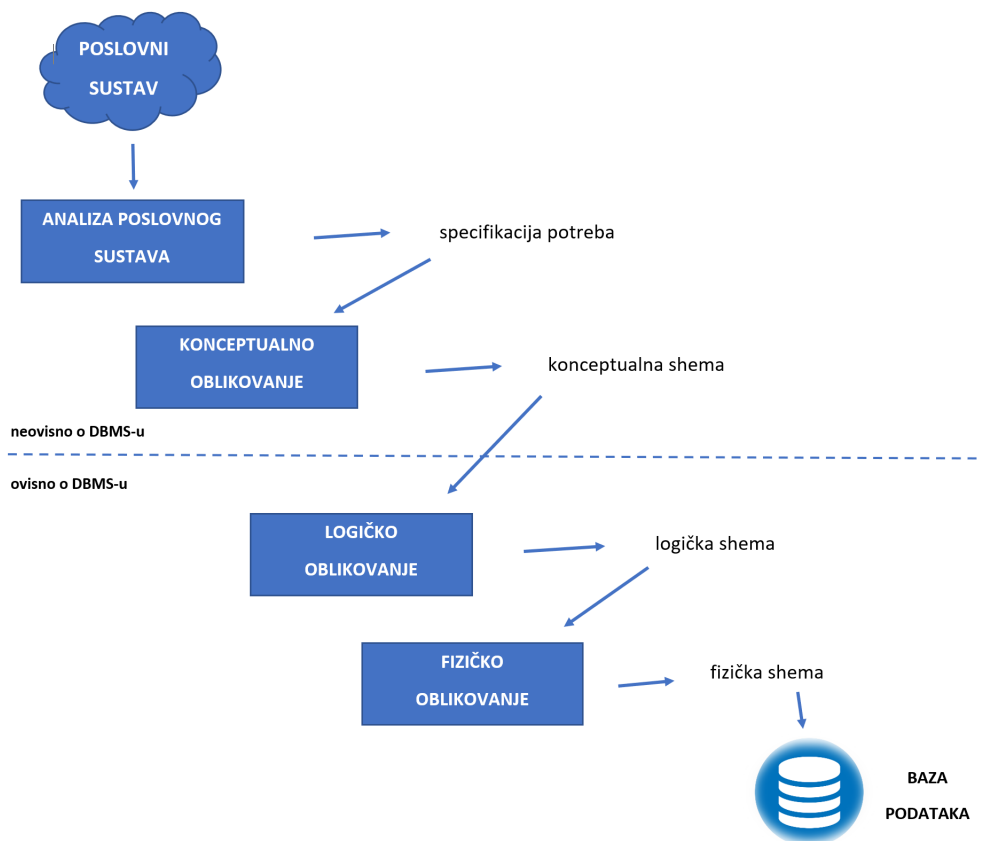 POSLOVNI
SUSTAV
ANALIZA POSLOVNOG
SUSTAVA
specifikacija potreba
KONCEPTUALNO
OBLIKOVANJE
konceptualna shema
neovisno o DBMS-u
ovisno o DBMS-u
LOGIČKO
OBLIKOVANJE
logička shema
FIZIČKO
OBLIKOVANJE
fizička shema
BAZA
PODATAKA